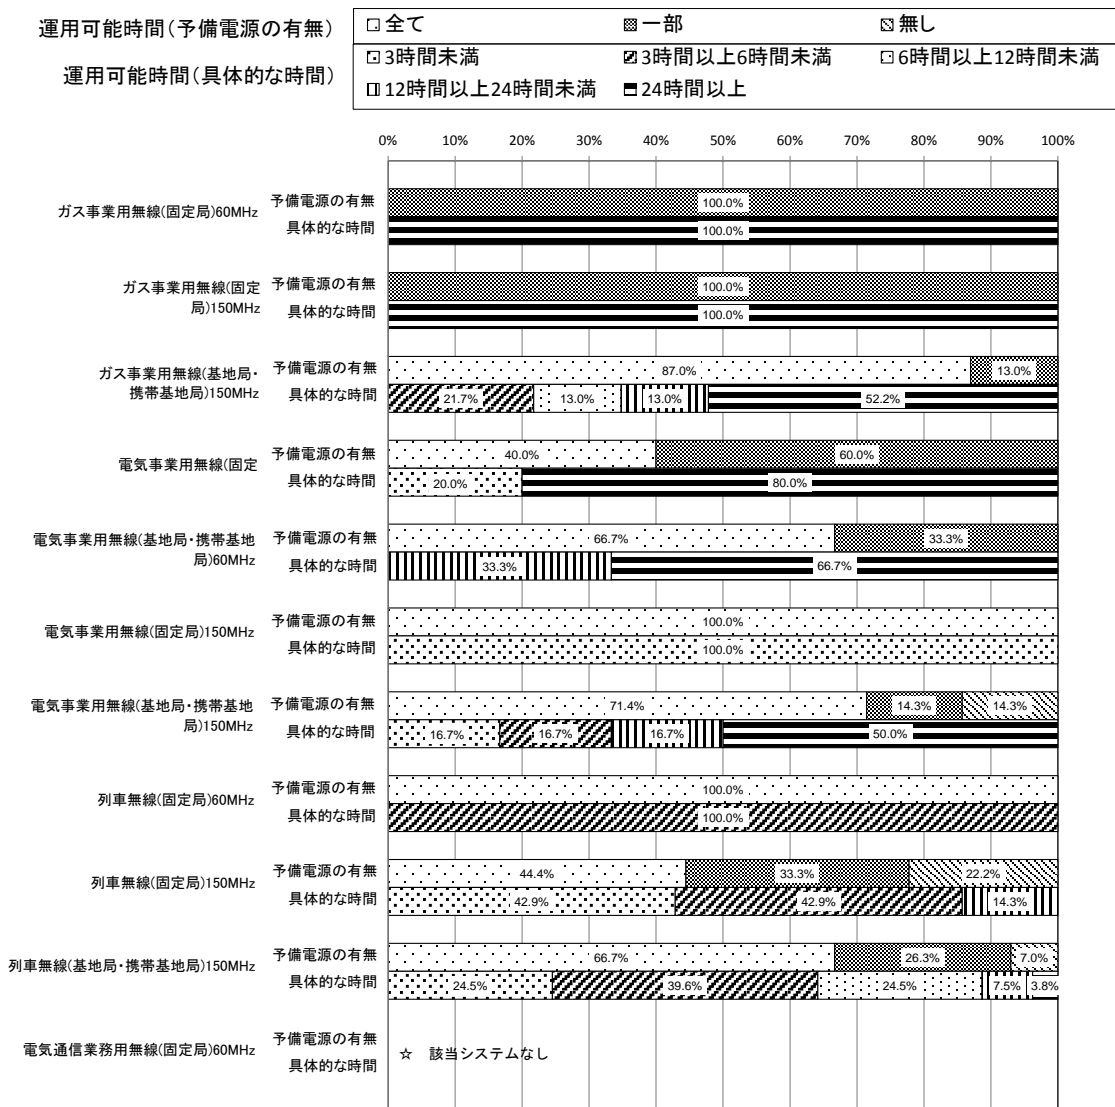 運用可能時間(予備電源の有無)
全て 一部 無し
運用可能時間(具体的な時間)
3時間未満 3時間以上6時間未満 6時間以上12時間未満
12時間以上24時間未満 24時間以上
0% 10% 20% 30% 40% 50% 60% 70% 80% 90% 100%
ガス事業用無線(固定局)60MHz
予備電源の有無
100.0%
具体的な時間
100.0%
ガス事業用無線(固定
局)150MHz
予備電源の有無
100.0%
具体的な時間
100.0%
ガス事業用無線(基地局・
携帯基地局)150MHz
予備電源の有無
87.0% 13.0%
具体的な時間
21.7% 13.0% 13.0% 52.2%
電気事業用無線(固定
予備電源の有無
40.0% 60.0%
具体的な時間
20.0% 80.0%
電気事業用無線(基地局・携帯基地
局)60MHz
予備電源の有無
66.7% 33.3%
具体的な時間
33.3% 66.7%
電気事業用無線(固定局)150MHz
予備電源の有無
100.0%
具体的な時間
100.0%
電気事業用無線(基地局・携帯基地
局)150MHz
予備電源の有無
71.4% 14.3% 14.3%
具体的な時間
16.7% 16.7% 16.7% 50.0%
列車無線(固定局)60MHz
予備電源の有無
100.0%
具体的な時間
100.0%
列車無線(固定局)150MHz
予備電源の有無
44.4% 33.3% 22.2%
具体的な時間
42.9% 42.9% 14.3%
列車無線(基地局・携帯基地局)150MHz
予備電源の有無
66.7% 26.3% 7.0%
具体的な時間
24.5% 39.6% 24.5% 7.5% 3.8%
電気通信業務用無線(固定局)60MHz
予備電源の有無
具体的な時間
☆ 該当システムなし